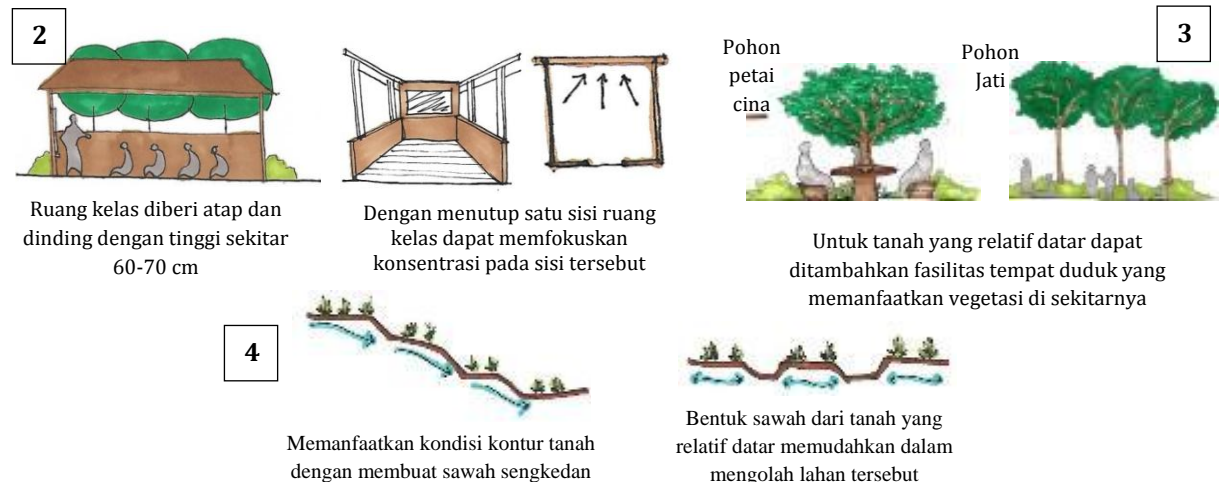 2
Ruang kelas diberi atap dan
dinding dengan tinggi sekitar
60-70 cm
Dengan menutup satu sisi ruang
kelas dapat memfokuskan
konsentrasi pada sisi tersebut
3
Pohon
petai
cina
Pohon
Jati
Untuk tanah yang relatif datar dapat
ditambahkan fasilitas tempat duduk yang
memanfaatkan vegetasi di sekitarnya
4
Memanfaatkan kondisi kontur tanah
dengan membuat sawah sengkedan
Bentuk sawah dari tanah yang
relatif datar memudahkan dalam
mengolah lahan tersebut